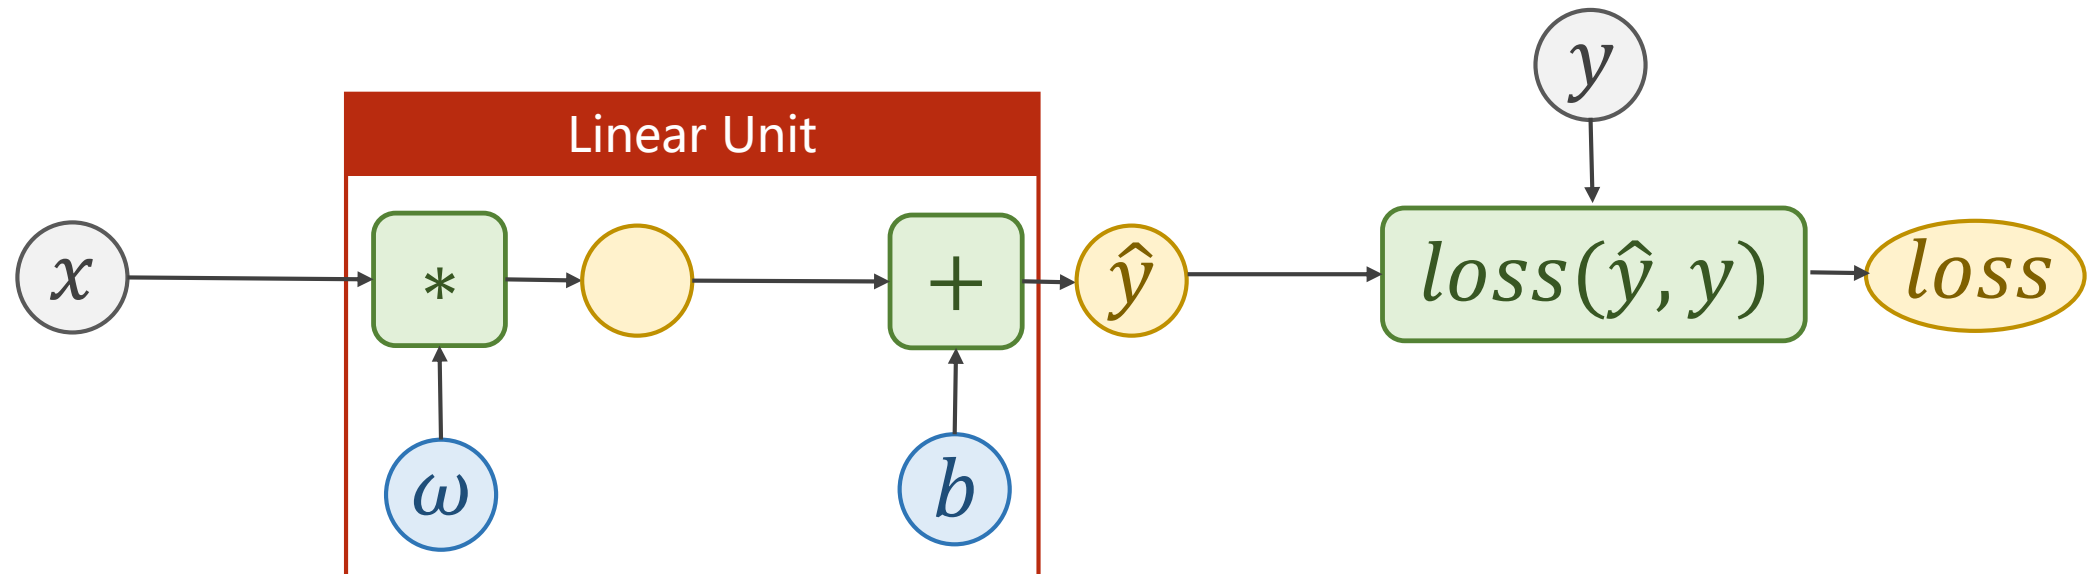 y
Linear Unit
x
*
+
ŷ
loss(ŷ, y)
loss
ω
b